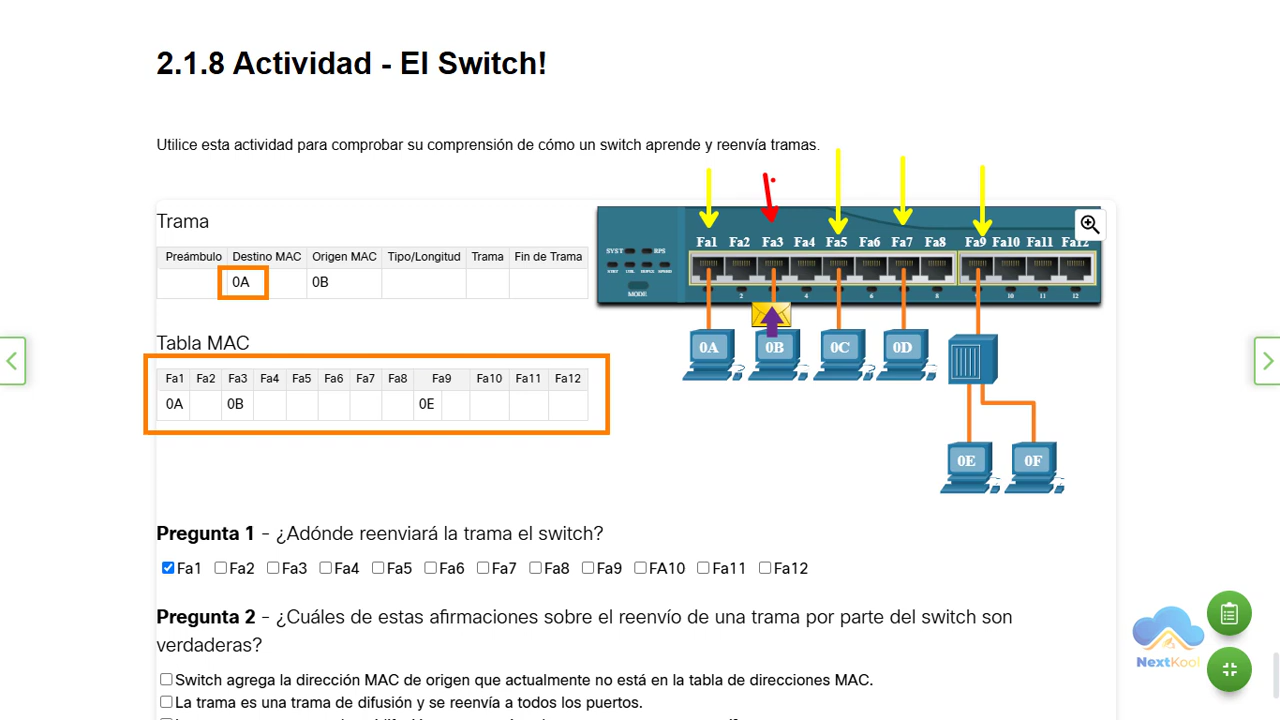 2.1.8 Actividad - El Switch!
Utilice esta actividad para comprobar su comprensión de cómo un switch aprende y reenvía tramas.
Trama
Preámbulo Destino MAC Origen MAC Tipo/Longitud Trama Fin de Trama
0A 0B
Tabla MAC
Fa1 Fa2 Fa3 Fa4 Fa5 Fa6 Fa7 Fa8 Fa9 Fa10 Fa11 Fa12
0A 0B 0E
Fa1 Fa2 Fa3 Fa4 Fa5 Fa6 Fa7 Fa8 Fa9 Fa10 Fa11 Fa12
SYST RPS
STAT UTIL DUPLX SPEED
MODE
2 4 6 8 10 11 12
0A 0B 0C 0D
0E 0F
Pregunta 1 - ¿Adónde reenviará la trama el switch?
Fa1 Fa2 Fa3 Fa4 Fa5 Fa6 Fa7 Fa8 Fa9 FA10 Fa11 Fa12
Pregunta 2 - ¿Cuáles de estas afirmaciones sobre el reenvío de una trama por parte del switch son
verdaderas?
Switch agrega la dirección MAC de origen que actualmente no está en la tabla de direcciones MAC.
La trama es una trama de difusión y se reenvía a todos los puertos.
NextKool